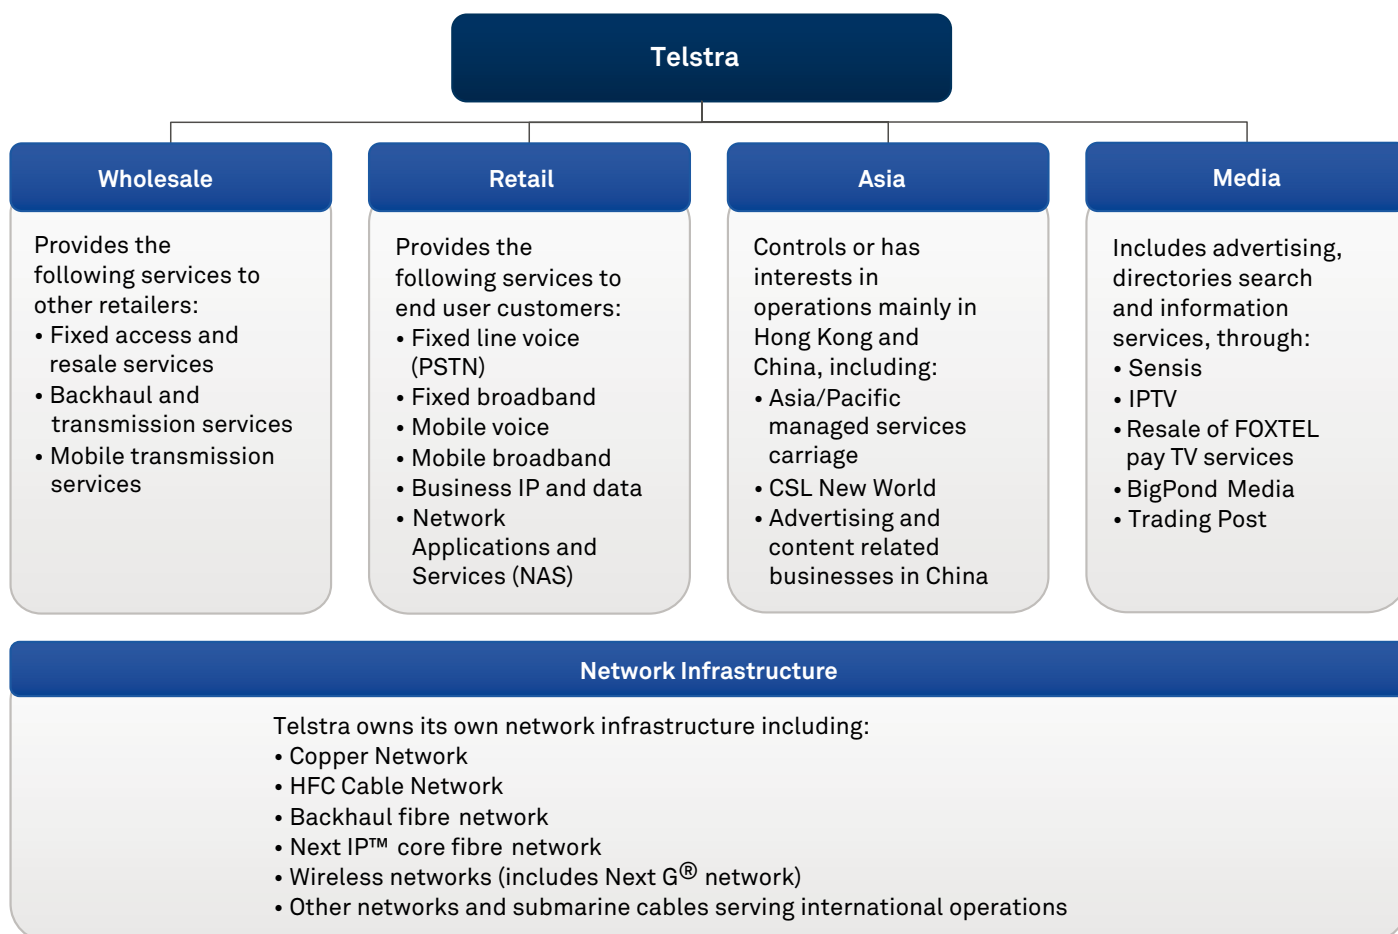 Telstra
Wholesale
Provides the
following services to
other retailers:
• Fixed access and
resale services
• Backhaul and
transmission services
• Mobile transmission
services
Retail
Provides the
following services to
end user customers:
• Fixed line voice
(PSTN)
• Fixed broadband
• Mobile voice
• Mobile broadband
• Business IP and data
• Network
Applications and
Services (NAS)
Asia
Controls or has
interests in
operations mainly in
Hong Kong and
China, including:
• Asia/Pacific
managed services
carriage
• CSL New World
• Advertising and
content related
businesses in China
Media
Includes advertising,
directories search
and information
services, through:
• Sensis
• IPTV
• Resale of FOXTEL
pay TV services
• BigPond Media
• Trading Post
Network Infrastructure
Telstra owns its own network infrastructure including:
• Copper Network
• HFC Cable Network
• Backhaul fibre network
• Next IP™ core fibre network
• Wireless networks (includes Next G® network)
• Other networks and submarine cables serving international operations